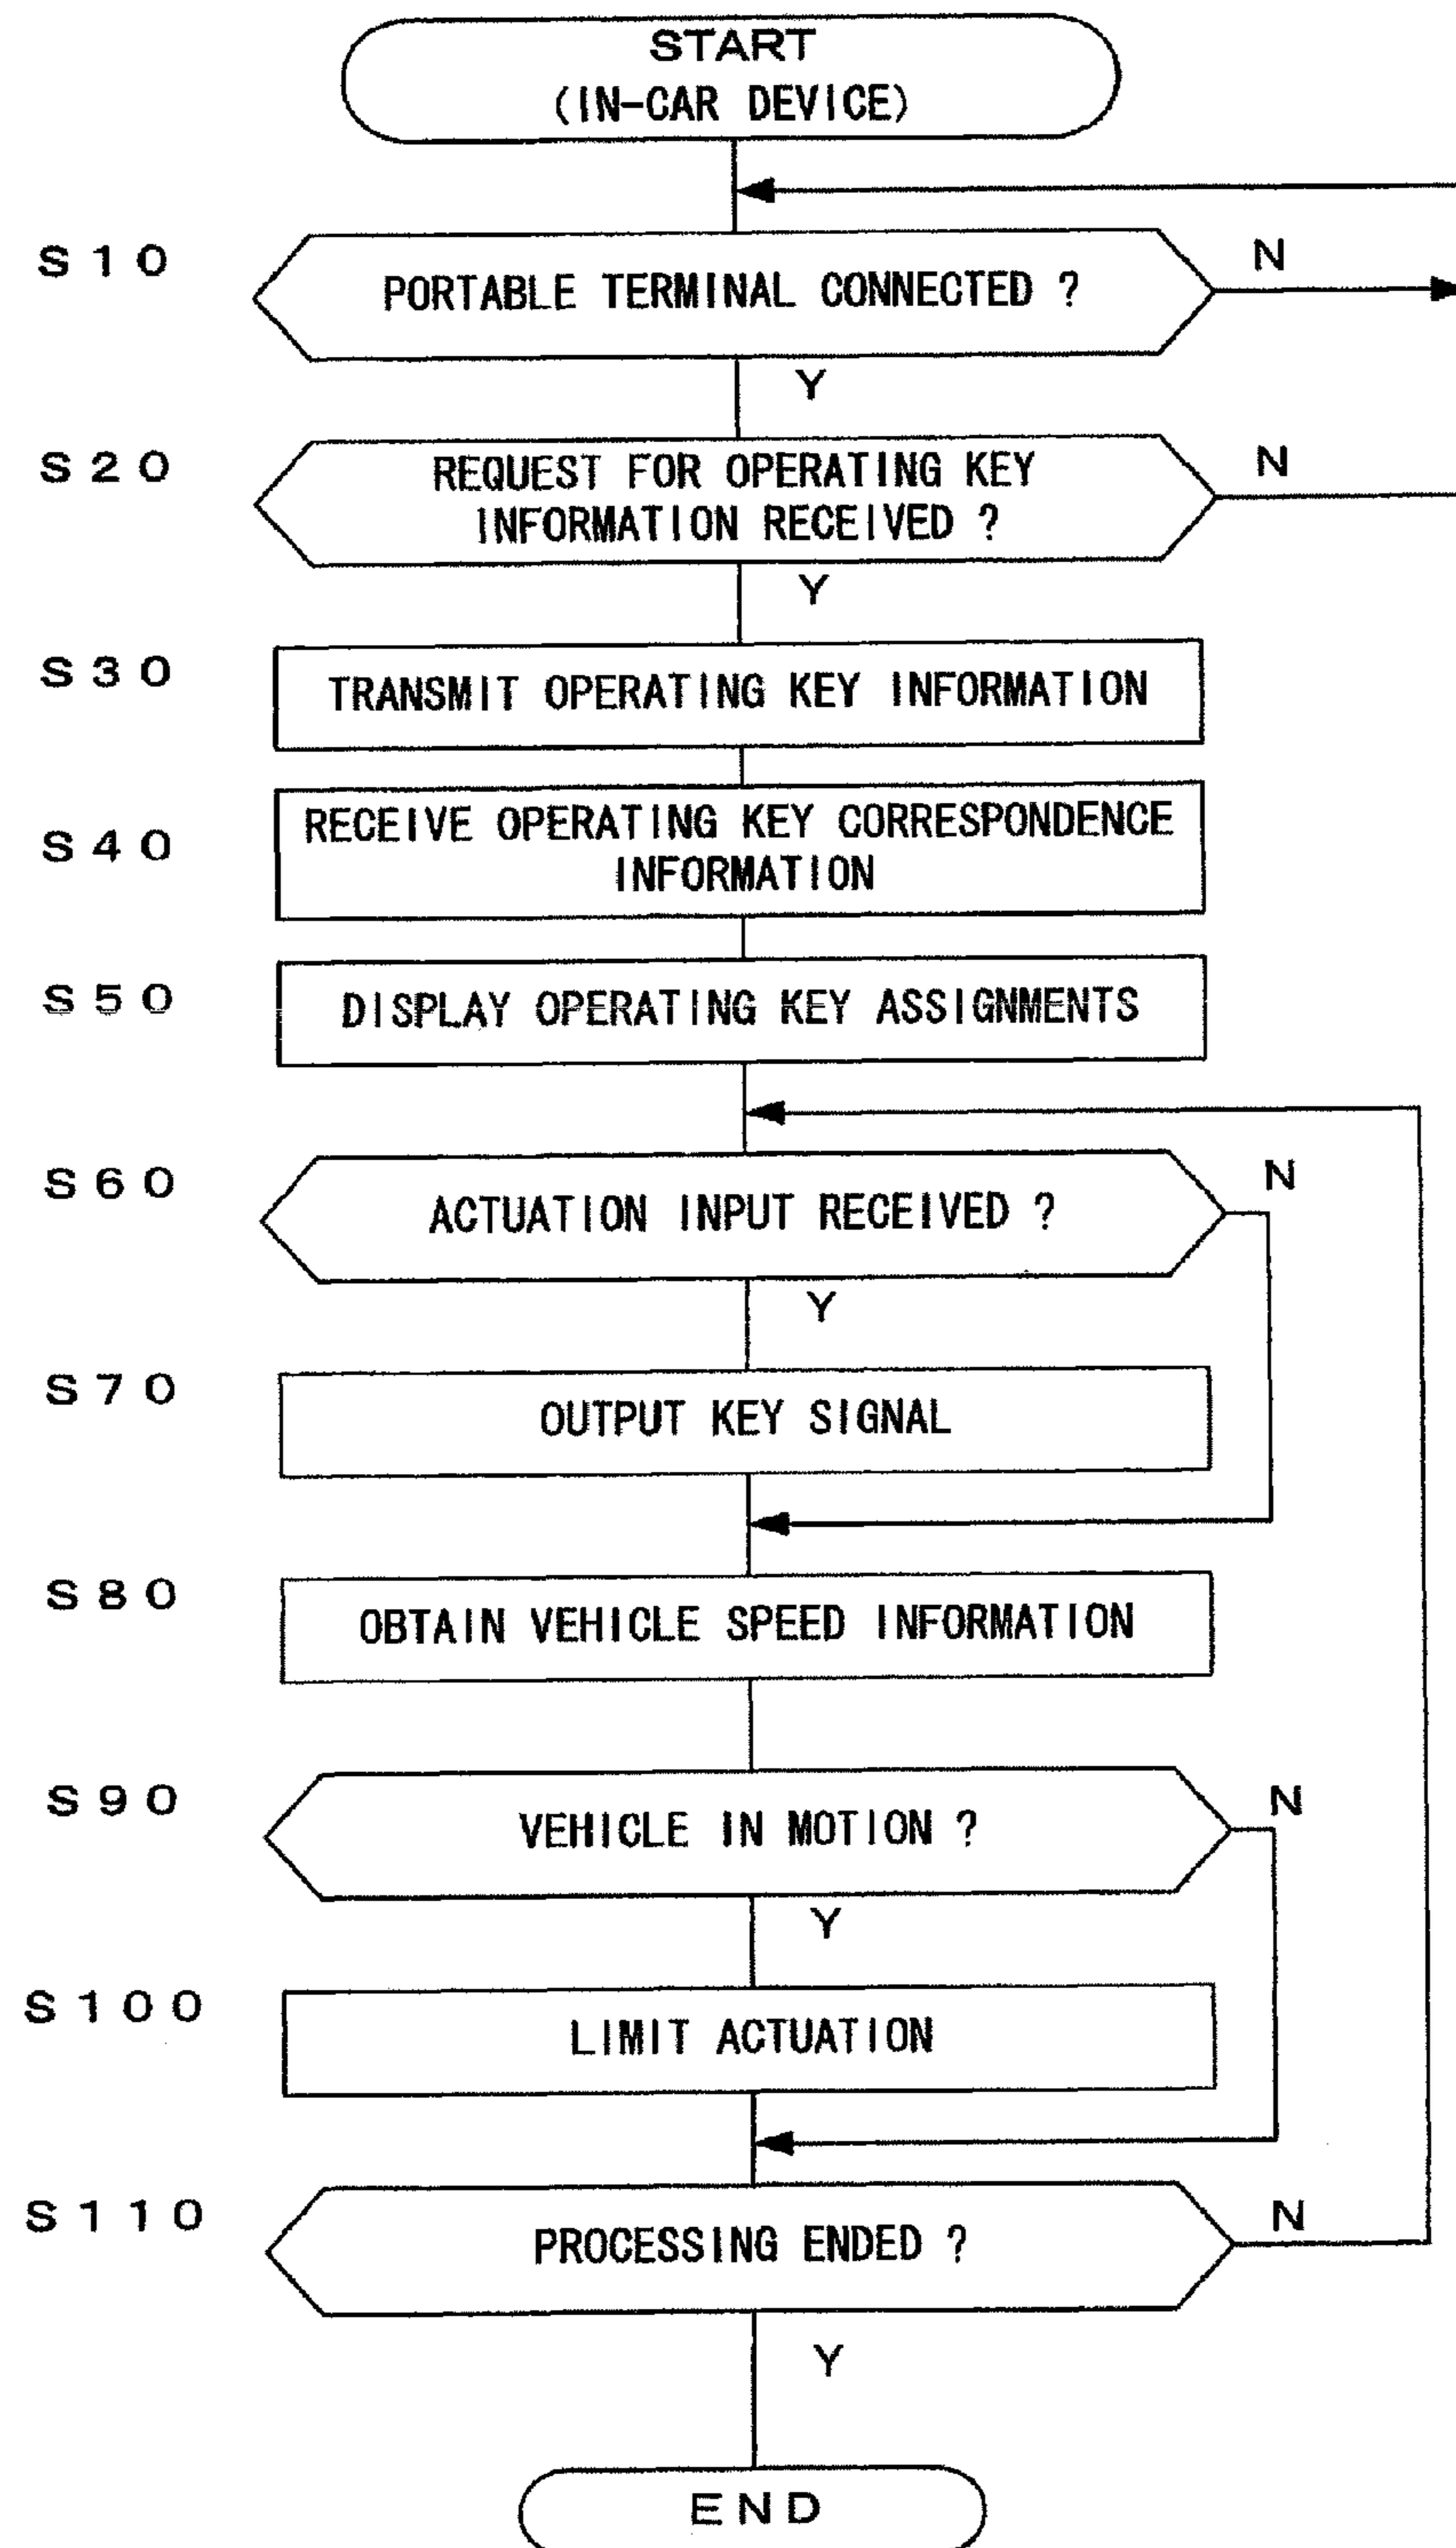 START
(IN-CAR DEVICE)
S10
PORTABLE TERMINAL CONNECTED ?
N
Y
S20
REQUEST FOR OPERATING KEY
INFORMATION RECEIVED ?
N
Y
S30
TRANSMIT OPERATING KEY INFORMATION
S40
RECEIVE OPERATING KEY CORRESPONDENCE
INFORMATION
S50
DISPLAY OPERATING KEY ASSIGNMENTS
S60
ACTUATION INPUT RECEIVED ?
N
Y
S70
OUTPUT KEY SIGNAL
S80
OBTAIN VEHICLE SPEED INFORMATION
S90
VEHICLE IN MOTION ?
N
Y
S100
LIMIT ACTUATION
S110
PROCESSING ENDED ?
N
Y
END